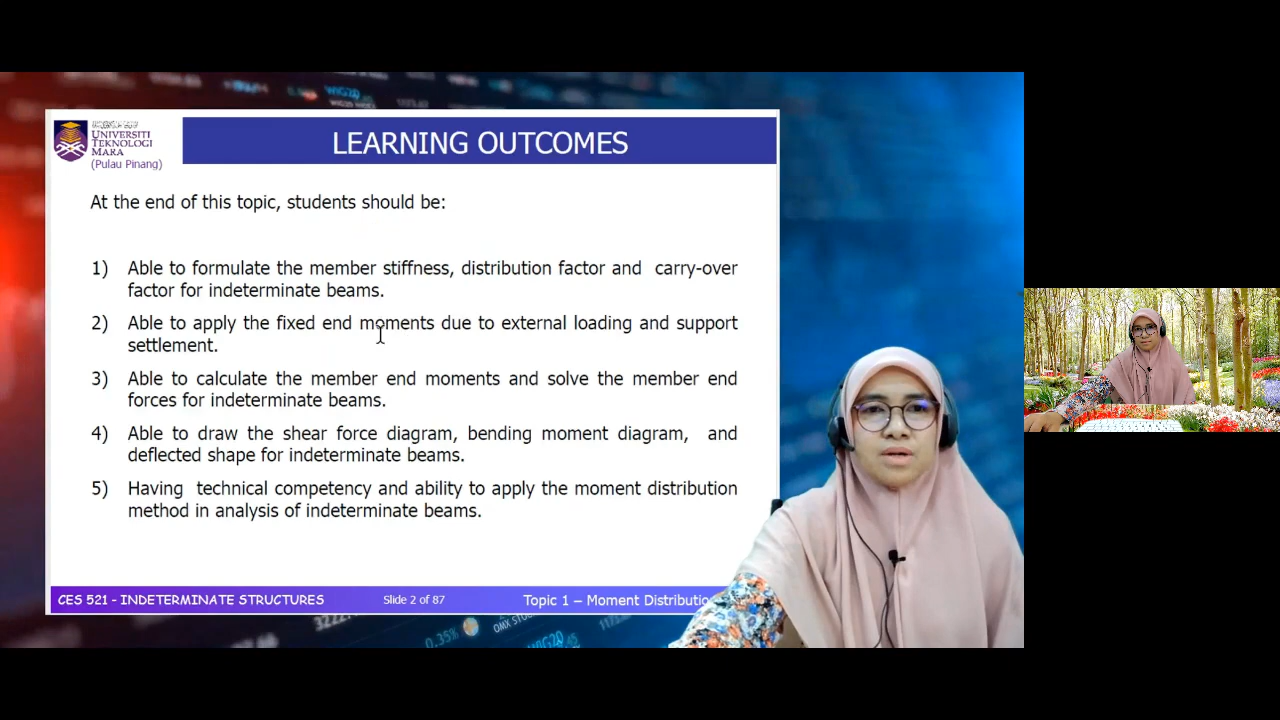 WIG20
WIG20
UNIVERSITI
TEKNOLOGI
MARA
(Pulau Pinang)
LEARNING OUTCOMES
At the end of this topic, students should be:
1) Able to formulate the member stiffness, distribution factor and carry-over
factor for indeterminate beams.
2) Able to apply the fixed end moments due to external loading and support
settlement.
3) Able to calculate the member end moments and solve the member end
forces for indeterminate beams.
4) Able to draw the shear force diagram, bending moment diagram, and
deflected shape for indeterminate beams.
5) Having technical competency and ability to apply the moment distribution
method in analysis of indeterminate beams.
CES 521 - INDETERMINATE STRUCTURES Slide 2 of 87 Topic 1 – Moment Distributio
0.35%
WIG20